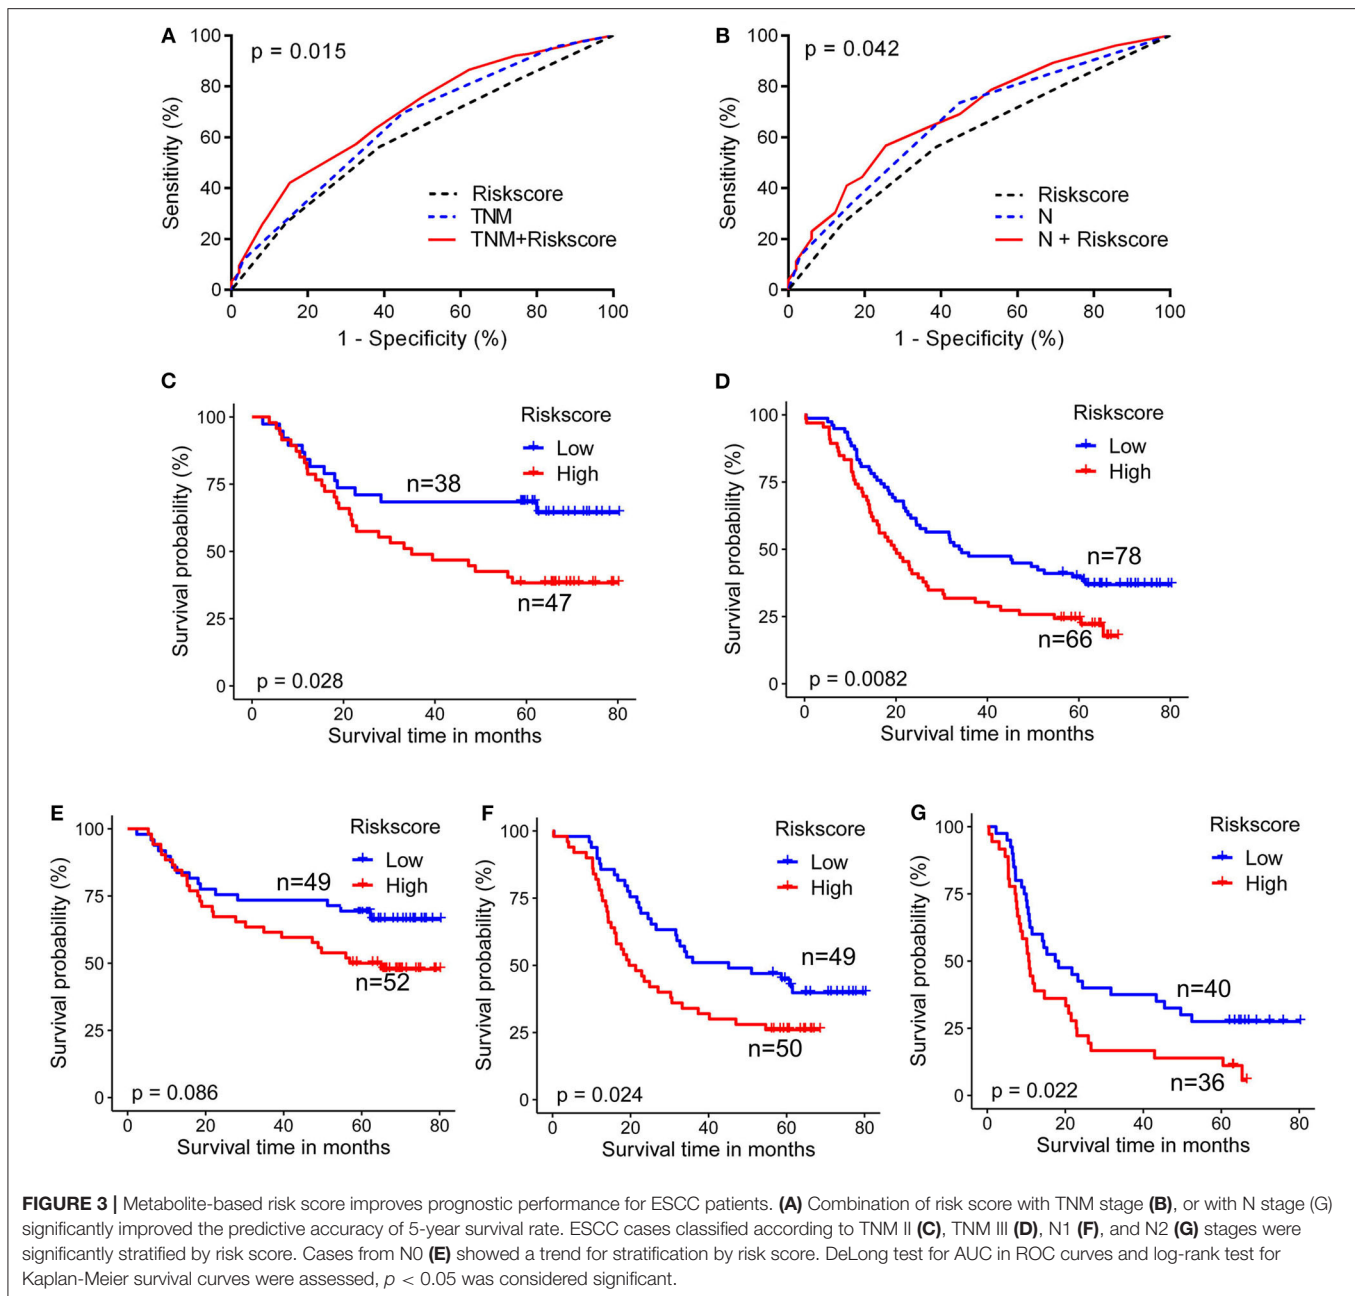 A
p = 0.015
Sensitivity (%)
100
80
60
40
20
0
Riskscore
TNM
TNM+Riskscore
0 20 40 60 80 100
1 - Specificity (%)
B
p = 0.042
Sensitivity (%)
100
80
60
40
20
0
Riskscore
N
N + Riskscore
0 20 40 60 80 100
1 - Specificity (%)
C
Survival probability (%)
100
75
50
25
0
Riskscore
Low
High
n=38
n=47
p = 0.028
0 20 40 60 80
Survival time in months
D
Survival probability (%)
100
75
50
25
0
Riskscore
Low
High
n=78
n=66
p = 0.0082
0 20 40 60 80
Survival time in months
E
Survival probability (%)
100
75
50
25
0
Riskscore
Low
High
n=49
n=52
p = 0.086
0 20 40 60 80
Survival time in months
F
Survival probability (%)
100
75
50
25
0
Riskscore
Low
High
n=49
n=50
p = 0.024
0 20 40 60 80
Survival time in months
G
Survival probability (%)
100
75
50
25
0
Riskscore
Low
High
n=40
n=36
p = 0.022
0 20 40 60 80
Survival time in months
FIGURE 3 | Metabolite-based risk score improves prognostic performance for ESCC patients. (A) Combination of risk score with TNM stage (B), or with N stage (G)
significantly improved the predictive accuracy of 5-year survival rate. ESCC cases classified according to TNM II (C), TNM III (D), N1 (F), and N2 (G) stages were
significantly stratified by risk score. Cases from N0 (E) showed a trend for stratification by risk score. DeLong test for AUC in ROC curves and log-rank test for
Kaplan-Meier survival curves were assessed, p < 0.05 was considered significant.